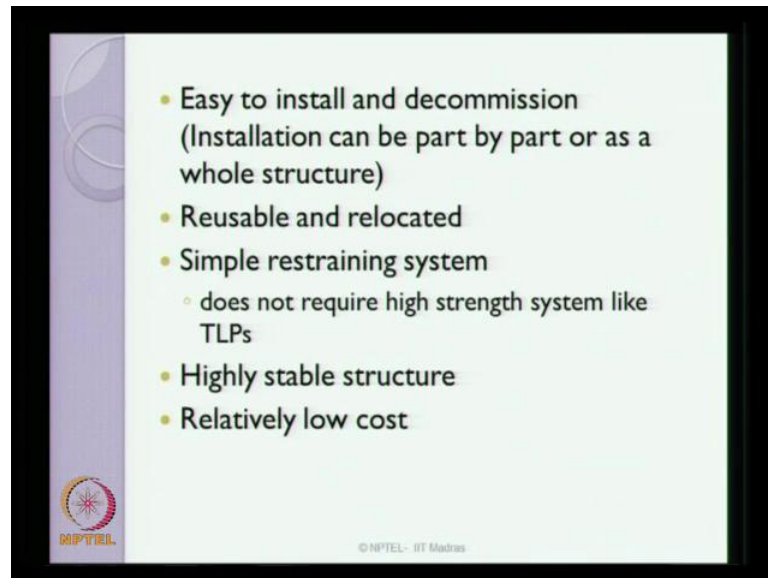 Easy to install and decommission
(Installation can be part by part or as a
whole structure)
Reusable and relocated
Simple restraining system
does not require high strength system like
TLPs
Highly stable structure
Relatively low cost
NPTEL
© NPTEL- IIT Madras